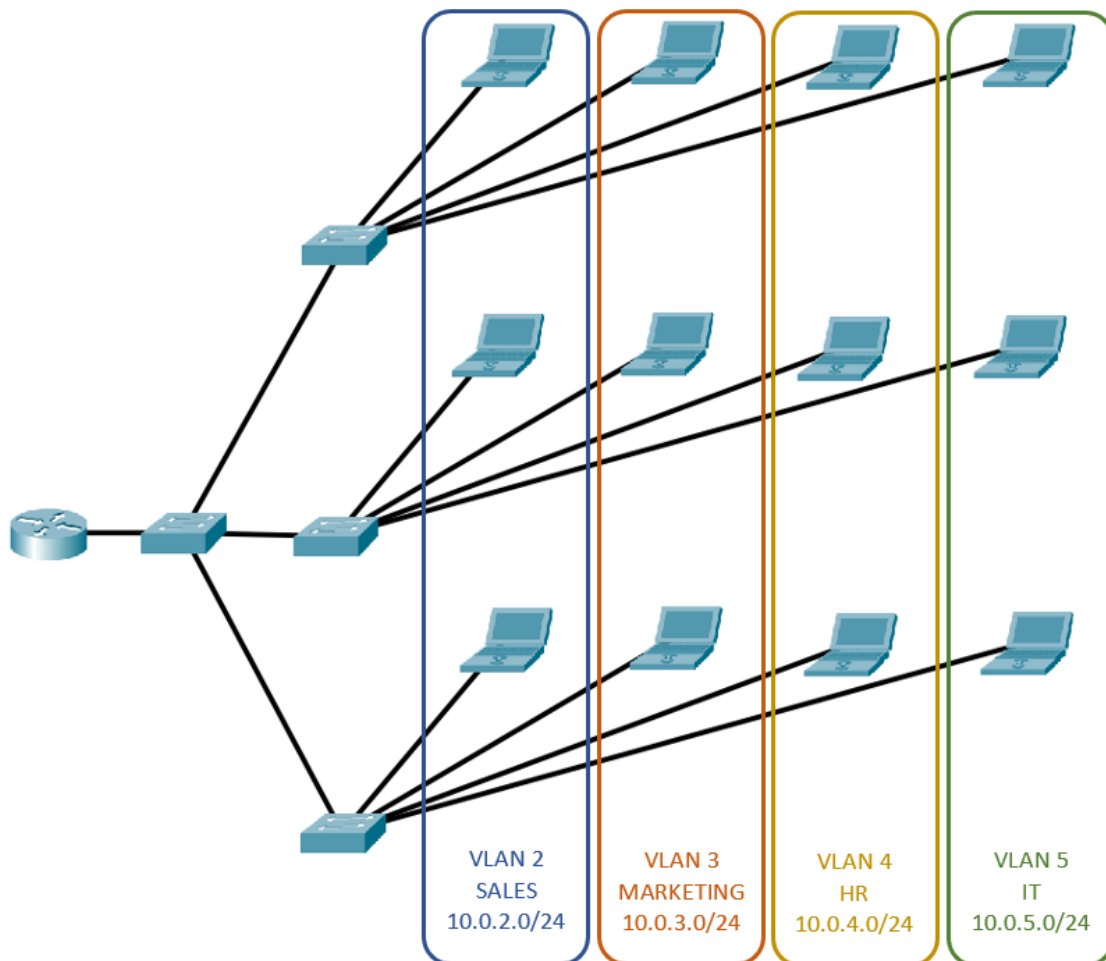 VLAN 2
SALES
10.0.2.0/24
VLAN 3
MARKETING
10.0.3.0/24
VLAN 4
HR
10.0.4.0/24
VLAN 5
IT
10.0.5.0/24